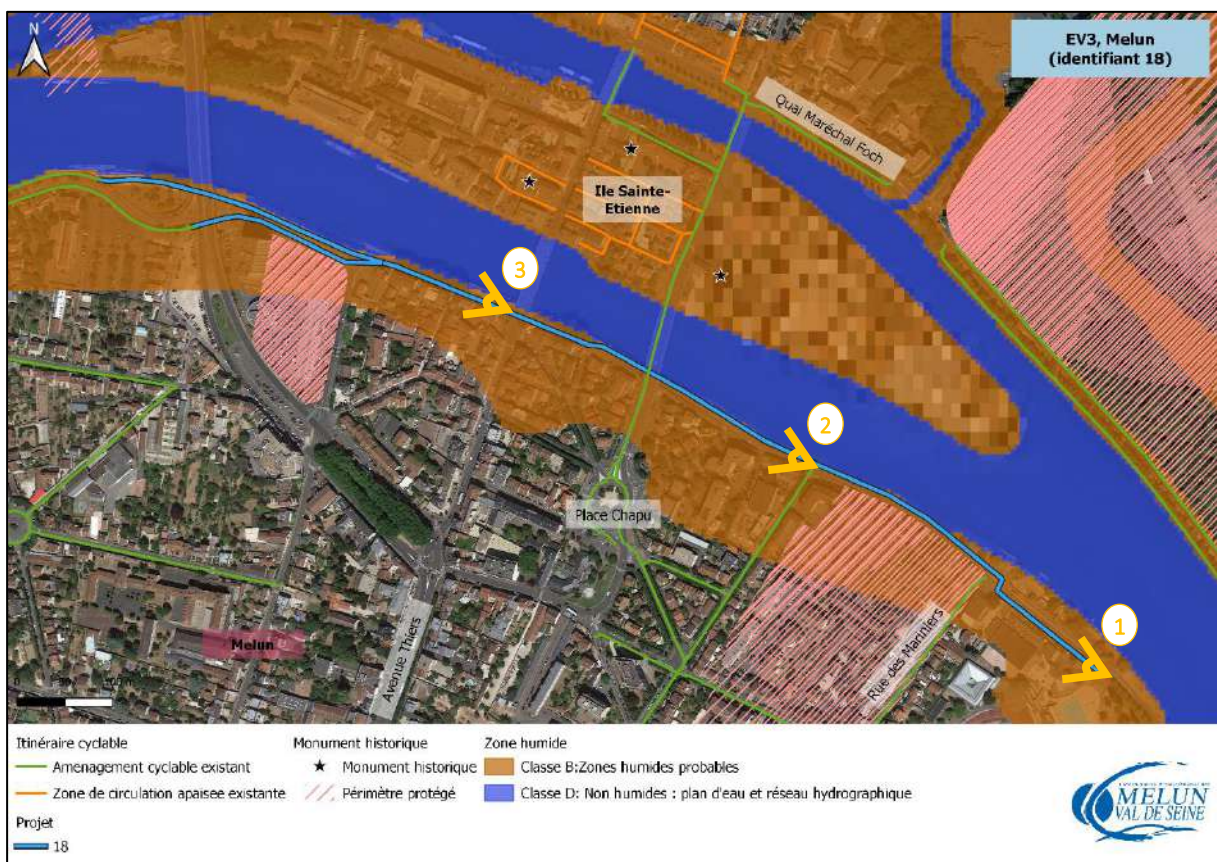 N
EV3, Melun
(identifiant 18)
Quai Maréchal Foch
Ile Sainte-
Etienne
3
2
Place Chapu
1
Rue des Mariniers
Melun
Avenue Thiers
0
Itinéraire cyclable
Amenagement cyclable existant
Zone de circulation apaisee existante
Projet
18
Monument historique
Monument historique
Périmètre protégé
Zone humide
Classe B:Zones humides probables
Classe D: Non humides : plan d'eau et réseau hydrographique
MELUN
VAL DE SEINE